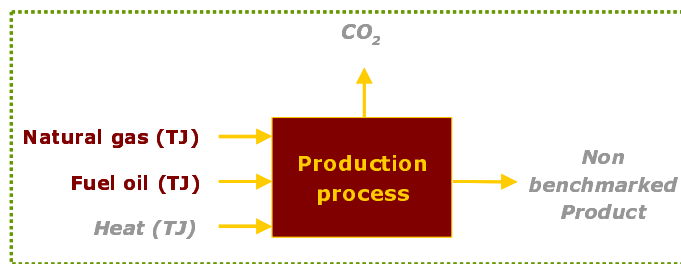 CO₂
Natural gas (TJ)
Fuel oil (TJ)
Heat (TJ)
Production
process
Non
benchmarked
Product